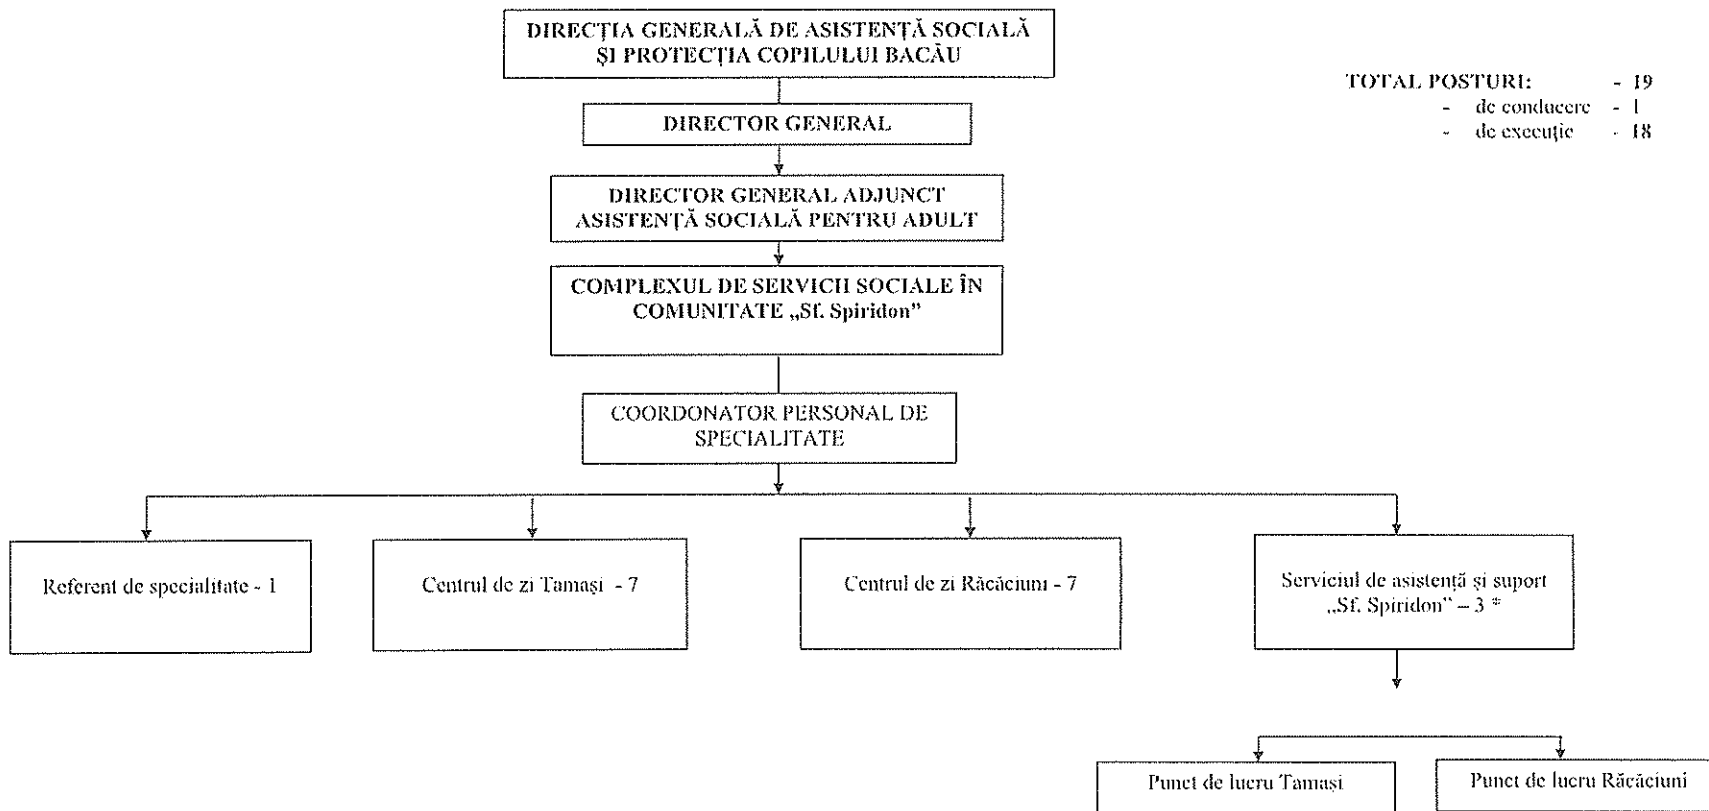 DIRECȚIA GENERALĂ DE ASISTENȚĂ SOCIALĂ
ȘI PROTECȚIA COPILULUI BACĂU
TOTAL POSTURI: - 19
- de conducere - 1
- de execuție - 18
DIRECTOR GENERAL
DIRECTOR GENERAL ADJUNCT
ASISTENȚĂ SOCIALĂ PENTRU ADULT
COMPLEXUL DE SERVICII SOCIALE ÎN
COMUNITATE „Sf. Spiridon”
COORDONATOR PERSONAL DE
SPECIALITATE
Referent de specialitate - 1
Centrul de zi Tamași - 7
Centrul de zi Răcăciuni - 7
Serviciul de asistență și suport
„Sf. Spiridon” – 3 *
Punct de lucru Tamași
Punct de lucru Răcăciuni